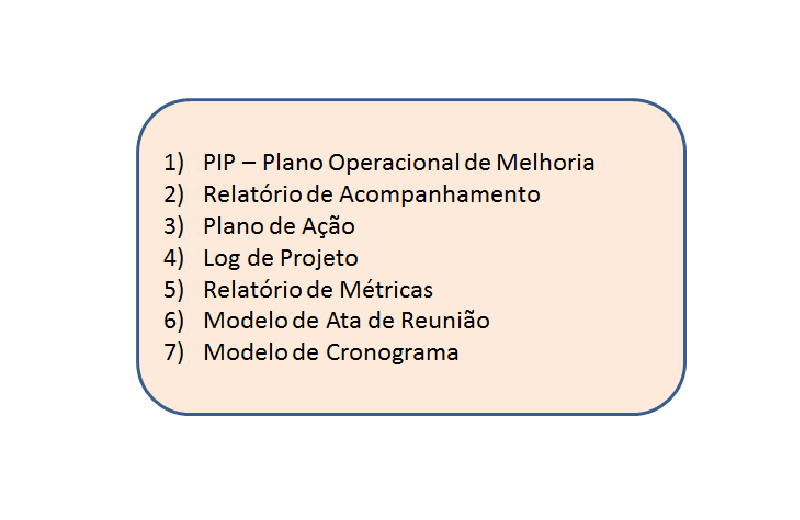 1) PIP – Plano Operacional de Melhoria
2) Relatório de Acompanhamento
3) Plano de Ação
4) Log de Projeto
5) Relatório de Métricas
6) Modelo de Ata de Reunião
7) Modelo de Cronograma